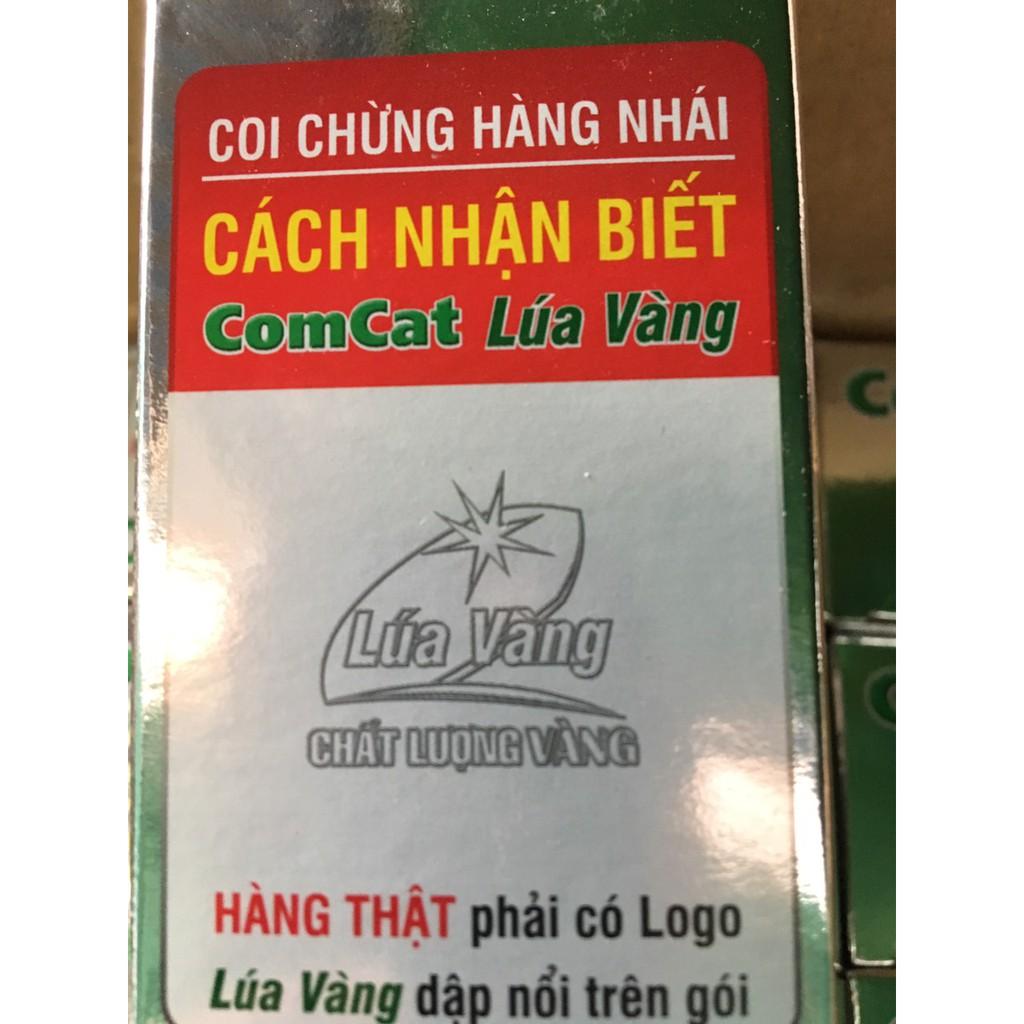 COI CHỪNG HÀNG NHÁI
CÁCH NHẬN BIẾT
ComCat Lúa Vàng
Lúa Vàng
CHẤT LƯỢNG VÀNG
HÀNG THẬT phải có Logo
Lúa Vàng dập nổi trên gói